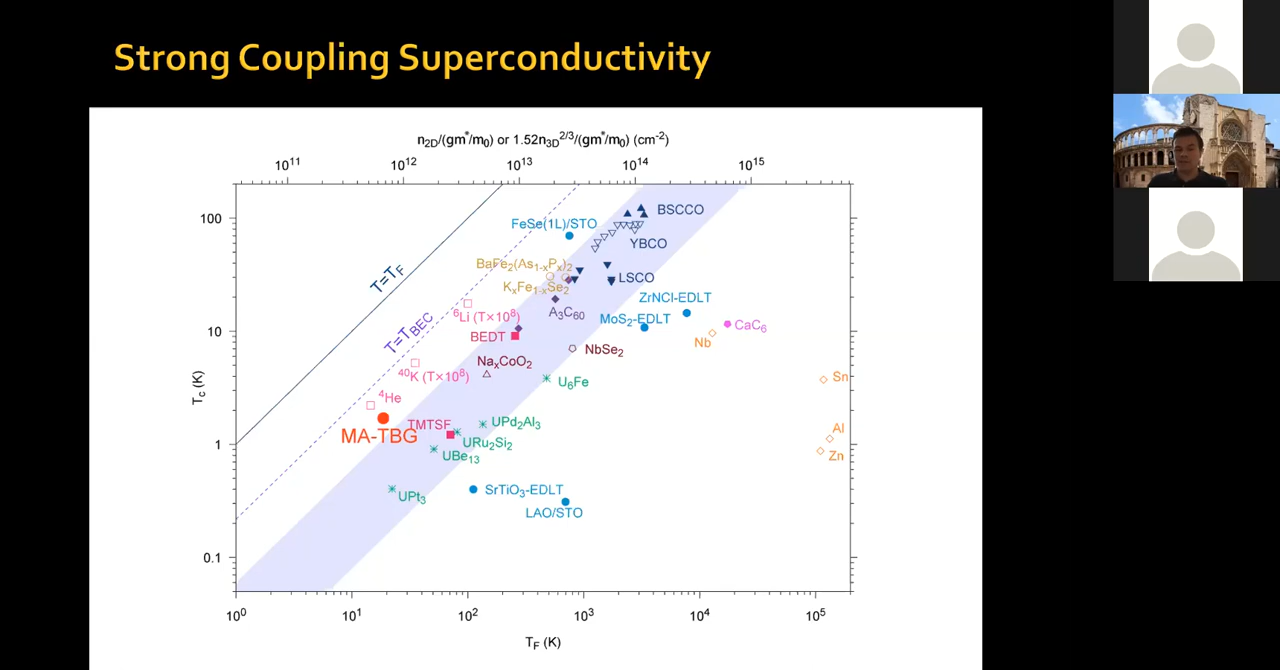 Strong Coupling Superconductivity
n2D/(gm*/m0) or 1.52n3D^2/3/(gm*/m0) (cm^-2)
10^11 10^12 10^13 10^14 10^15
100
10
1
0.1
Tc (K)
T=TF
T=TBEC
FeSe(1L)/STO
BSCCO
YBCO
BaFe2(As1-xPx)2
KxFe1-xSe2
LSCO
ZrNCl-EDLT
A3C60
6Li (T×10^8)
MoS2-EDLT
CaC6
BEDT
Nb
NbSe2
NaxCoO2
40K (T×10^8)
Sn
U6Fe
4He
TMTSF
UPd2Al3
Al
MA-TBG
URu2Si2
UBe13
Zn
SrTiO3-EDLT
UPt3
LAO/STO
10^0 10^1 10^2 10^3 10^4 10^5
TF (K)